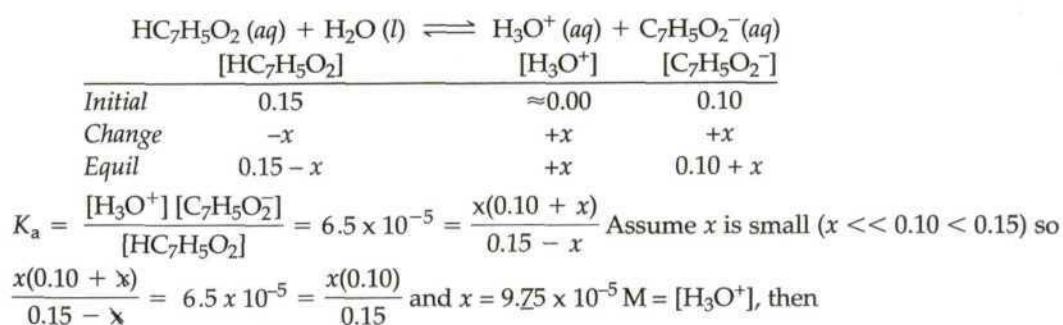 HC₇H₅O₂ (aq) + H₂O (l) ⇌ H₃O⁺ (aq) + C₇H₅O₂⁻(aq)
[HC₇H₅O₂] [H₃O⁺] [C₇H₅O₂⁻]
Initial 0.15 ≈0.00 0.10
Change –x +x +x
Equil 0.15 – x +x 0.10 + x
Kₐ = [H₃O⁺] [C₇H₅O₂⁻] / [HC₇H₅O₂] = 6.5 x 10⁻⁵ = x(0.10 + x) / 0.15 – x Assume x is small (x << 0.10 < 0.15) so
x(0.10 + x) / 0.15 – x = 6.5 x 10⁻⁵ = x(0.10) / 0.15 and x = 9.75 x 10⁻⁵ M = [H₃O⁺], then